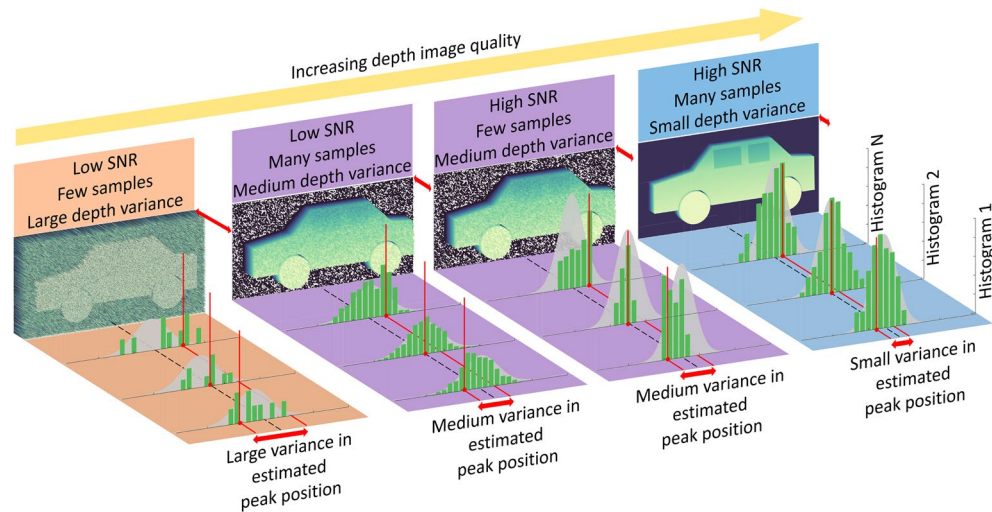 Increasing depth image quality
Low SNR
Few samples
Large depth variance
Low SNR
Many samples
Medium depth variance
High SNR
Few samples
Medium depth variance
High SNR
Many samples
Small depth variance
Histogram N
Histogram 2
Histogram 1
Large variance in
estimated
peak position
Medium variance in
estimated
peak position
Medium variance in
estimated
peak position
Small variance in
estimated
peak position